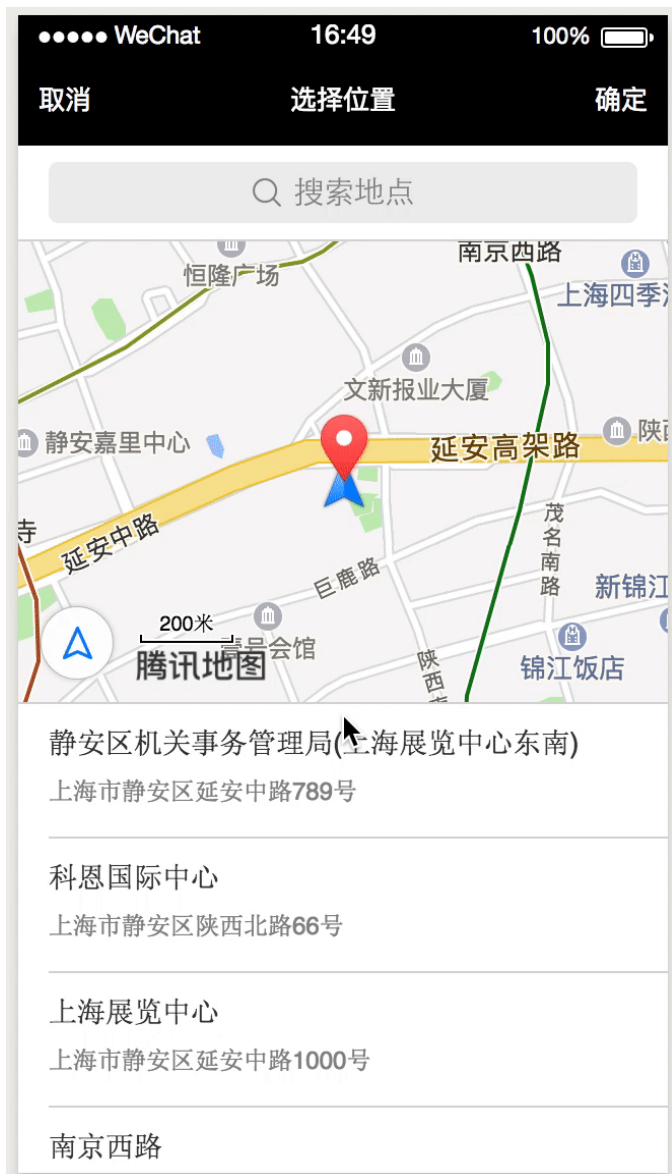 ●●●●● WeChat 16:49 100%
取消 选择位置 确定
搜索地点
南京西路
恒隆广场
上海四季
文新报业大厦
静安嘉里中心
延安高架路
陕
寺
延安中路
茂名南路
巨鹿路
新锦江
200米
会馆
腾讯地图
陕西
锦江饭店
静安区机关事务管理局(上海展览中心东南)
上海市静安区延安中路789号
科恩国际中心
上海市静安区陕西北路66号
上海展览中心
上海市静安区延安中路1000号
南京西路